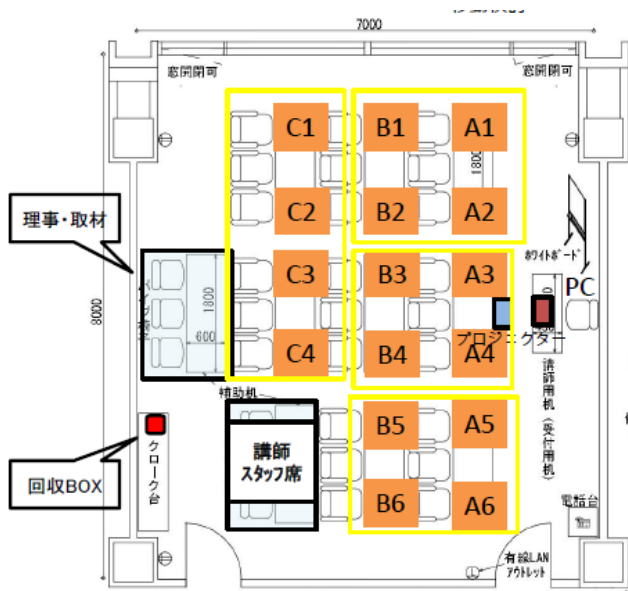 7000
窓開閉可
窓開閉可
C1
B1
A1
1800
C2
B2
A2
理事・取材
ホワイトボード
PC
C3
B3
A3
1800
600
8000
プロジェクター
C4
B4
A4
補助机
講師用机（受付用机）
講師
スタッフ席
B5
A5
クローク台
回収BOX
B6
A6
電話台
有線LAN
アウトレット